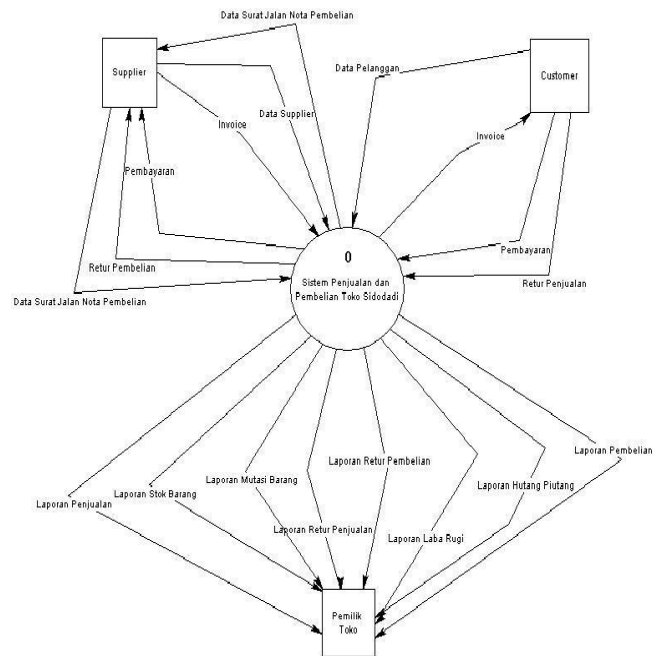 Data Surat Jalan Nota Pembelian
Supplier
Data Pelanggan
Customer
Data Supplier
Invoice
Invoice
Pembayaran
Pembayaran
Retur Pembelian
Retur Penjualan
Data Surat Jalan Nota Pembelian
0
Sistem Penjualan dan
Pembelian Toko Sidodadi
Laporan Pembelian
Laporan Retur Pembelian
Laporan Mutasi Barang
Laporan Hutang Piutang
Laporan Stok Barang
Laporan Penjualan
Laporan Retur Penjualan
Laporan Laba Rugi
Pemilik
Toko